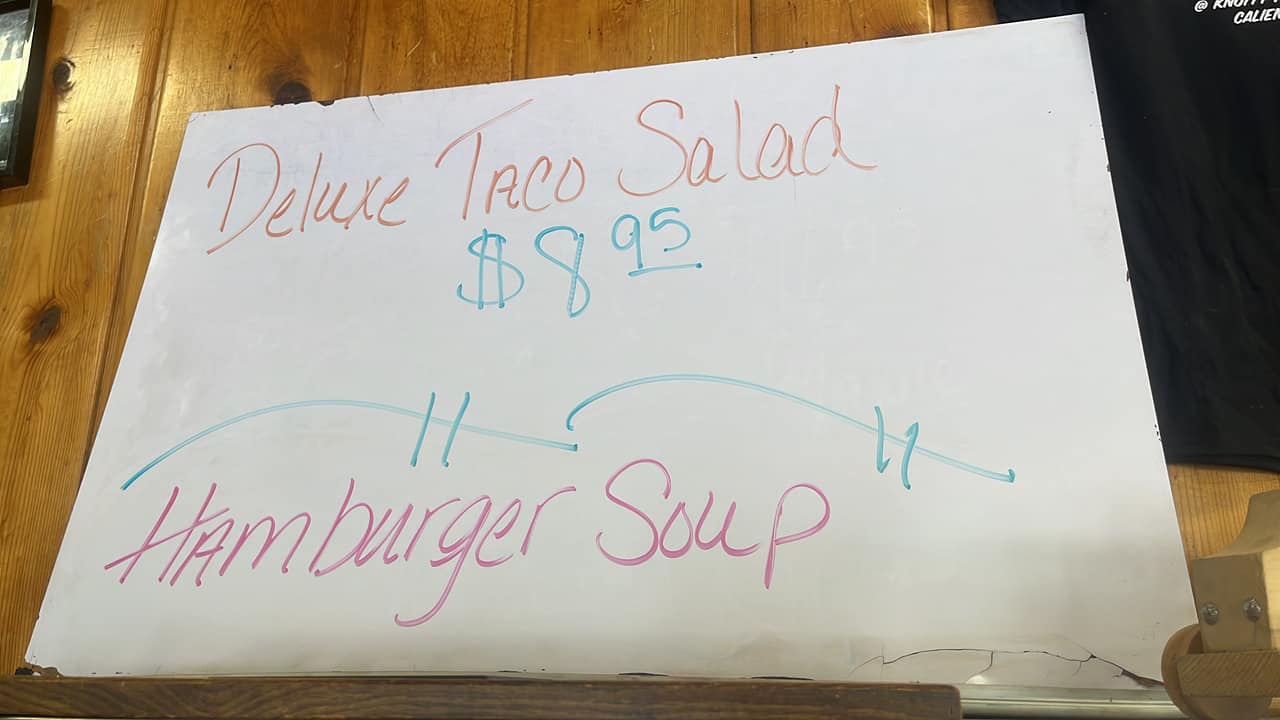 Deluxe Taco Salad
$8.95
Hamburger Soup